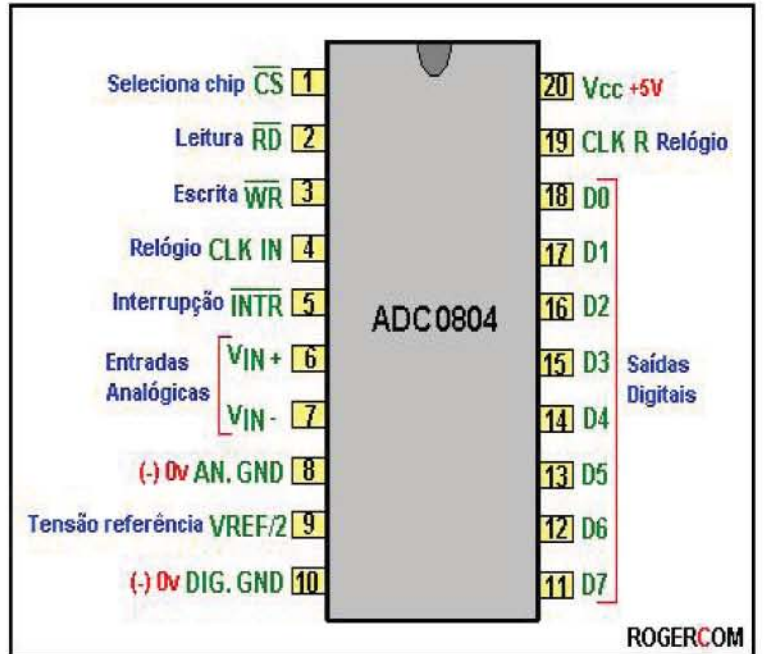 Seleciona chip CS 1
Leitura RD 2
Escrita WR 3
Relógio CLK IN 4
Interrupção INTR 5
Entradas Analógicas
VIN + 6
VIN - 7
(-) 0v AN. GND 8
Tensão referência VREF/2 9
(-) 0v DIG. GND 10
ADC0804
20 Vcc +5V
19 CLK R Relógio
18 D0
17 D1
16 D2
15 D3
14 D4
13 D5
12 D6
11 D7
Saídas
Digitais
ROGERCOM